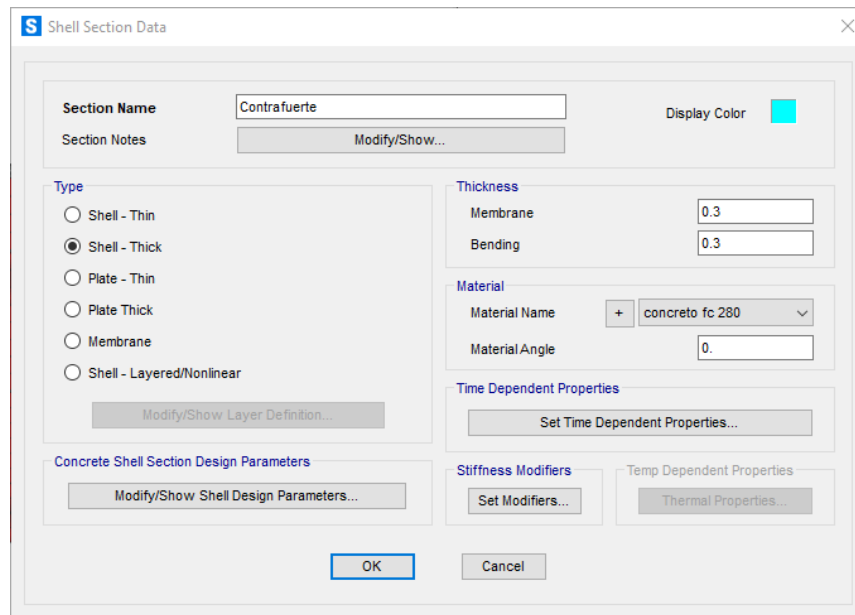 S Shell Section Data
Section Name Contrafuerte Display Color
Section Notes Modify/Show...
Type
Shell - Thin
Shell - Thick
Plate - Thin
Plate Thick
Membrane
Shell - Layered/Nonlinear
Modify/Show Layer Definition...
Concrete Shell Section Design Parameters
Modify/Show Shell Design Parameters...
Thickness
Membrane 0.3
Bending 0.3
Material
Material Name + concreto fc 280
Material Angle 0.
Time Dependent Properties
Set Time Dependent Properties...
Stiffness Modifiers
Set Modifiers...
Temp Dependent Properties
Thermal Properties...
OK Cancel